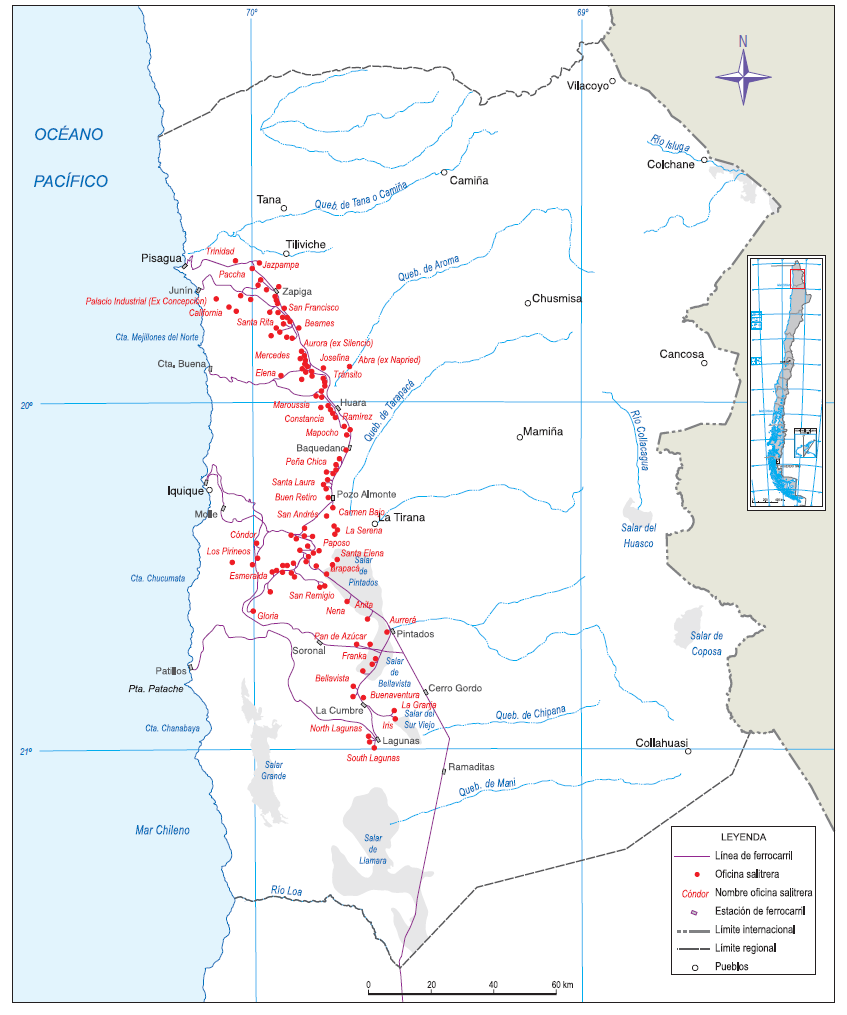 70º
69º
N
Vilacoyo
OCÉANO
PACÍFICO
Río Isluga
Colchane
Camiña
Queb. de Tana o Camiña
Tana
Tiliviche
Pisagua
Trinidad
Jazpampa
Paccha
Queb. de Aroma
Junín
Zapiga
Palacio Industrial (Ex Concepción)
San Francisco
California
Chusmisa
Santa Rita
Bearnes
Cta. Mejillones del Norte
Aurora (ex Silencio)
Mercedes
Josefina
Abra (ex Napried)
Cancosa
Cta. Buena
Elena
Tránsito
20º
Maroussia
Huara
Queb. de Tarapacá
Constancia
Ramírez
Mapocho
Mamiña
Río Collacagua
Baquedano
Peña Chica
Santa Laura
Iquique
Buen Retiro
Pozo Almonte
Molle
San Andrés
Carmen Bajo
La Tirana
La Serena
Salar del
Huasco
Cóndor
Paposo
Los Pirineos
Santa Elena
Salar
de
Pintados
Tarapacá
Cta. Chucumata
Esmeralda
San Remigio
Nena
Anita
Gloria
Aurrerá
Pintados
Pan de Azúcar
Salar de
Coposa
Soronal
Franka
Salar
de
Bellavista
Patillos
Bellavista
Pta. Patache
Buenaventura
Cerro Gordo
La Cumbre
La Granja
Salar del
Sur Viejo
Queb. de Chipana
Cta. Chanabaya
Iris
North Lagunas
Lagunas
Collahuasi
21º
South Lagunas
Salar
Grande
Ramaditas
Queb. de Mani
Mar Chileno
Salar
de
Llamara
Río Loa
LEYENDA
Línea de ferrocarril
Oficina salitrera
Cóndor Nombre oficina salitrera
Estación de ferrocarril
Límite internacional
Límite regional
Pueblos
0 20 40 60 km